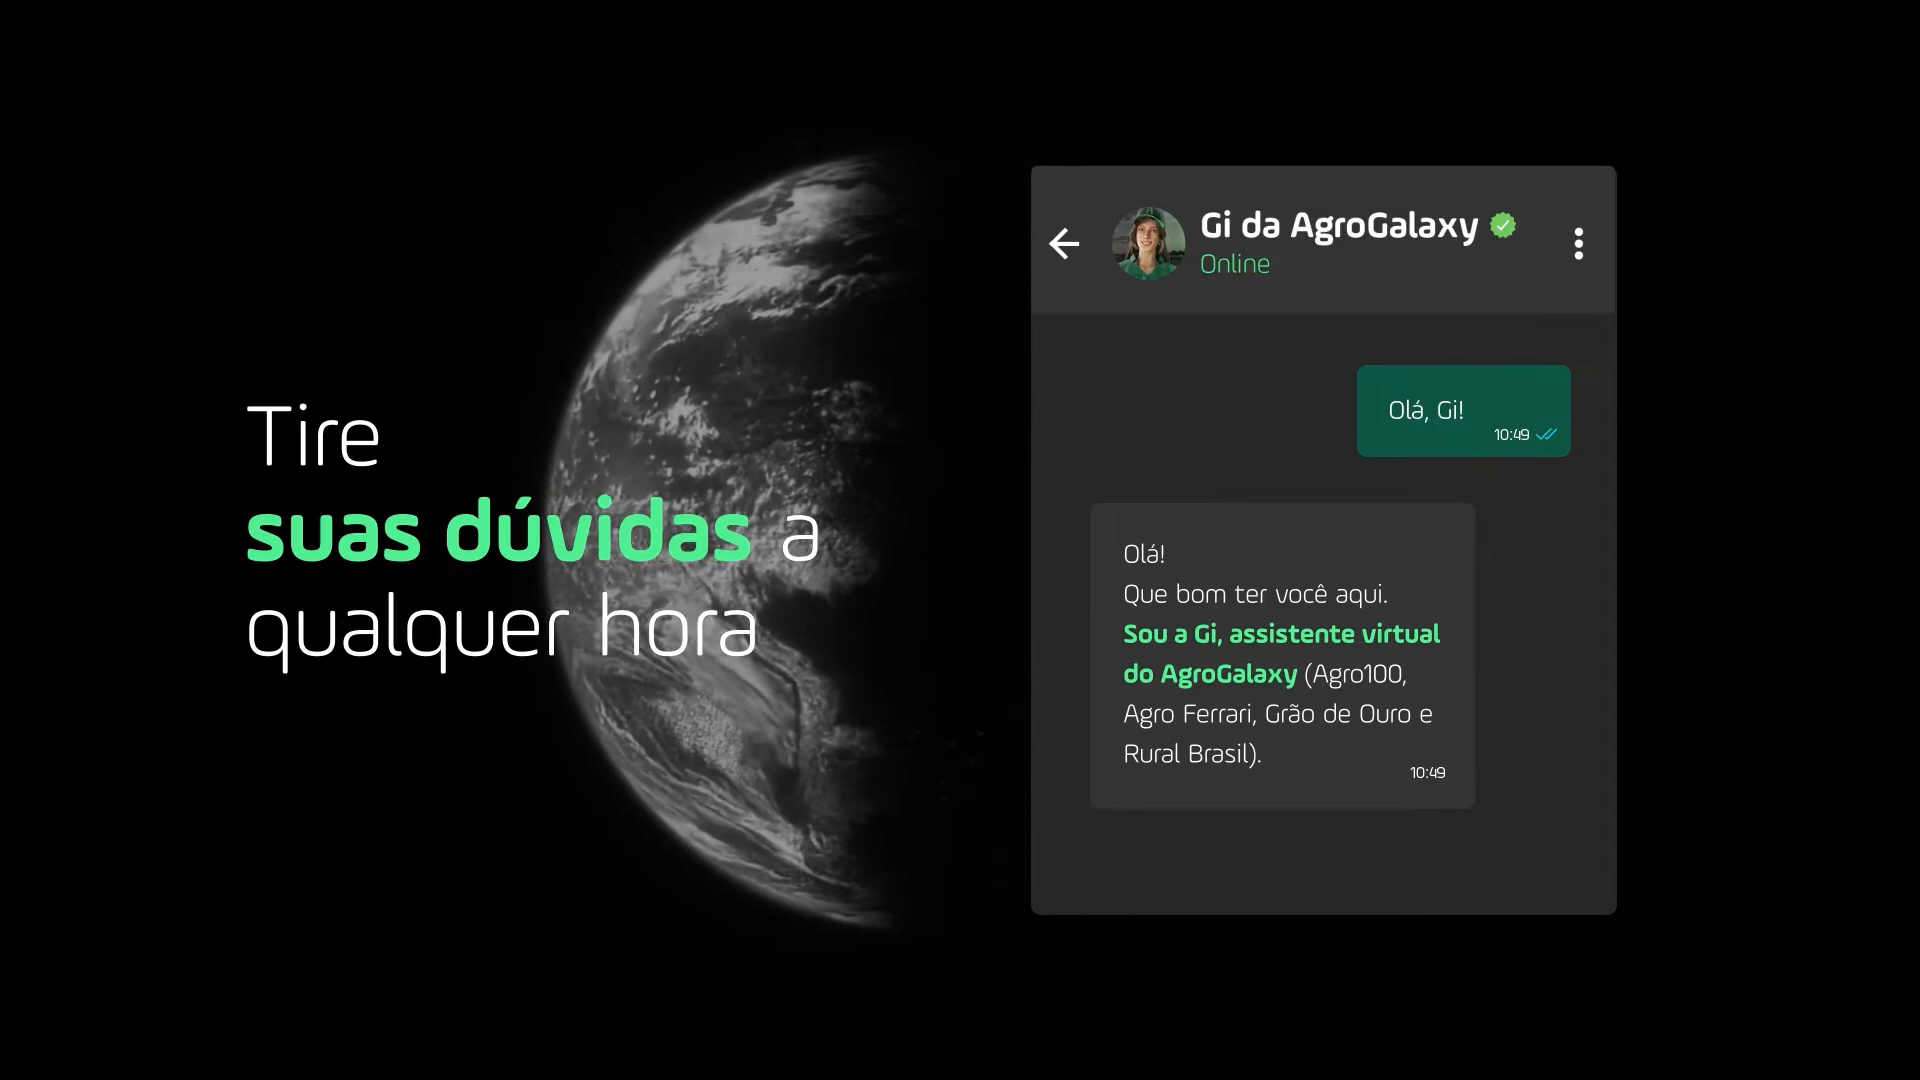 Tire
suas dúvidas a
qualquer hora
Gi da AgroGalaxy
Online
Olá, Gi!
10:49
Olá!
Que bom ter você aqui.
Sou a Gi, assistente virtual
do AgroGalaxy (Agro100,
Agro Ferrari, Grão de Ouro e
Rural Brasil).
10:49